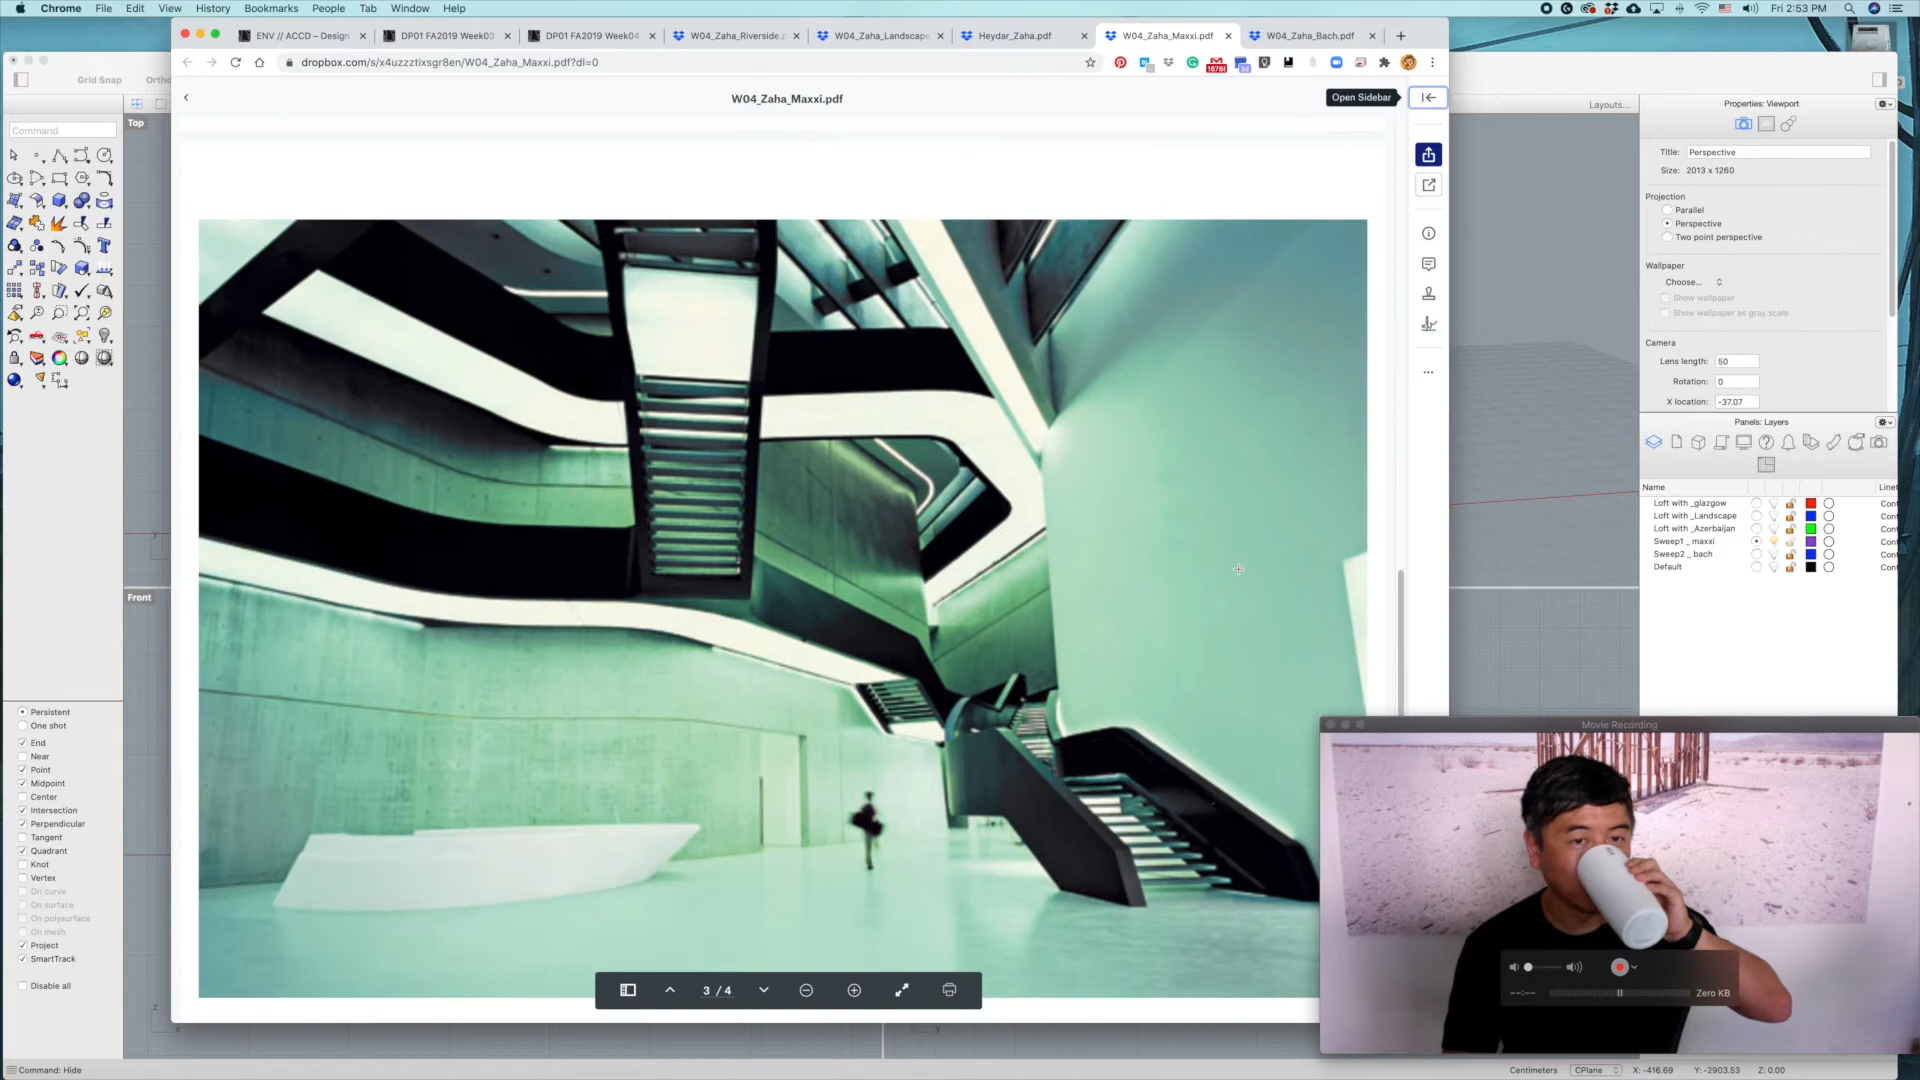 Chrome File Edit View History Bookmarks People Tab Window Help Fri 2:53 PM
ENV // ACCD – Design DP01 FA2019 Week03 DP01 FA2019 Week04 W04_Zaha_Riverside. W04_Zaha_Landscape Heydar_Zaha.pdf W04_Zaha_Maxxi.pdf W04_Zaha_Bach.pdf
dropbox.com/s/x4uzzztixsgr8en/W04_Zaha_Maxxi.pdf?dl=0
W04_Zaha_Maxxi.pdf
Open Sidebar
3 / 4
Grid Snap
Command
Top
Front
Persistent
One shot
End
Near
Point
Midpoint
Center
Intersection
Perpendicular
Tangent
Quadrant
Knot
Vertex
On curve
On surface
On polysurface
On mesh
Project
SmartTrack
Disable all
Layouts...
Properties: Viewport
Title: Perspective
Size: 2013 x 1260
Projection
Parallel
Perspective
Two point perspective
Wallpaper
Choose...
Show wallpaper
Show wallpaper as gray scale
Camera
Lens length: 50
Rotation: 0
X location: -37.07
Panels: Layers
Name Linet
Loft with _glazgow Cont
Loft with _Landscape Cont
Loft with _Azerbaijan Cont
Sweep1 _ maxxi Cont
Sweep2 _ bach Cont
Default Cont
Movie Recording
--:-- Zero KB
Command: Hide
Centimeters CPlane X: -416.69 Y: -2903.53 Z: 0.00